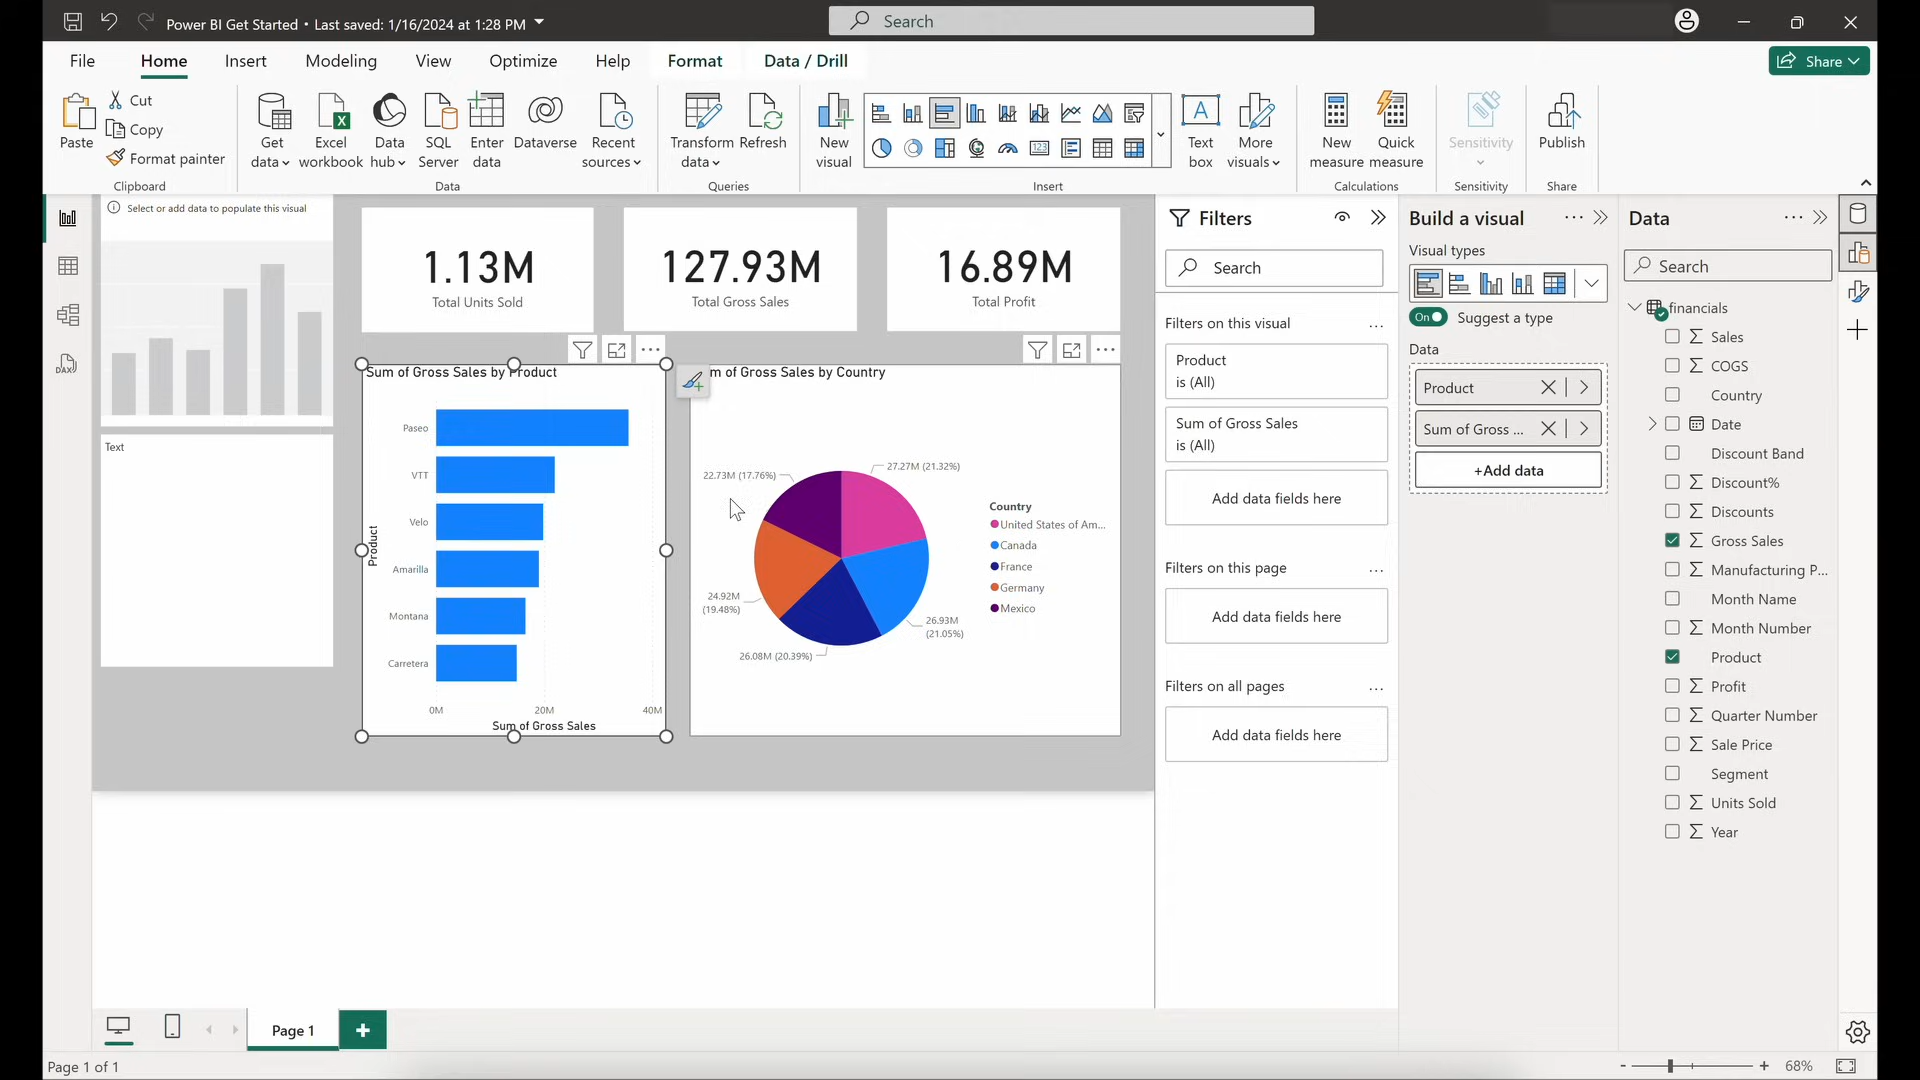 Power BI Get Started • Last saved: 1/16/2024 at 1:28 PM
Search
File
Home
Insert
Modeling
View
Optimize
Help
Format
Data / Drill
Share
Paste
Cut
Copy
Format painter
Clipboard
Get data
Excel workbook
Data hub
SQL Server
Enter data
Dataverse
Recent sources
Data
Transform data
Refresh
Queries
New visual
Text box
More visuals
Insert
New measure
Quick measure
Calculations
Sensitivity
Sensitivity
Publish
Share
Select or add data to populate this visual
Text
1.13M
Total Units Sold
127.93M
Total Gross Sales
16.89M
Total Profit
Sum of Gross Sales by Product
Product
Paseo
VTT
Velo
Amarilla
Montana
Carretera
0M
20M
40M
Sum of Gross Sales
m of Gross Sales by Country
22.73M (17.76%)
27.27M (21.32%)
24.92M
(19.48%)
26.93M
(21.05%)
26.08M (20.39%)
Country
United States of Am...
Canada
France
Germany
Mexico
Filters
Search
Filters on this visual
Product
is (All)
Sum of Gross Sales
is (All)
Add data fields here
Filters on this page
Add data fields here
Filters on all pages
Add data fields here
Build a visual
Visual types
On
Suggest a type
Data
Product
Sum of Gross ...
+Add data
Data
Search
financials
Sales
COGS
Country
Date
Discount Band
Discount%
Discounts
Gross Sales
Manufacturing P...
Month Name
Month Number
Product
Profit
Quarter Number
Sale Price
Segment
Units Sold
Year
Page 1
Page 1 of 1
68%